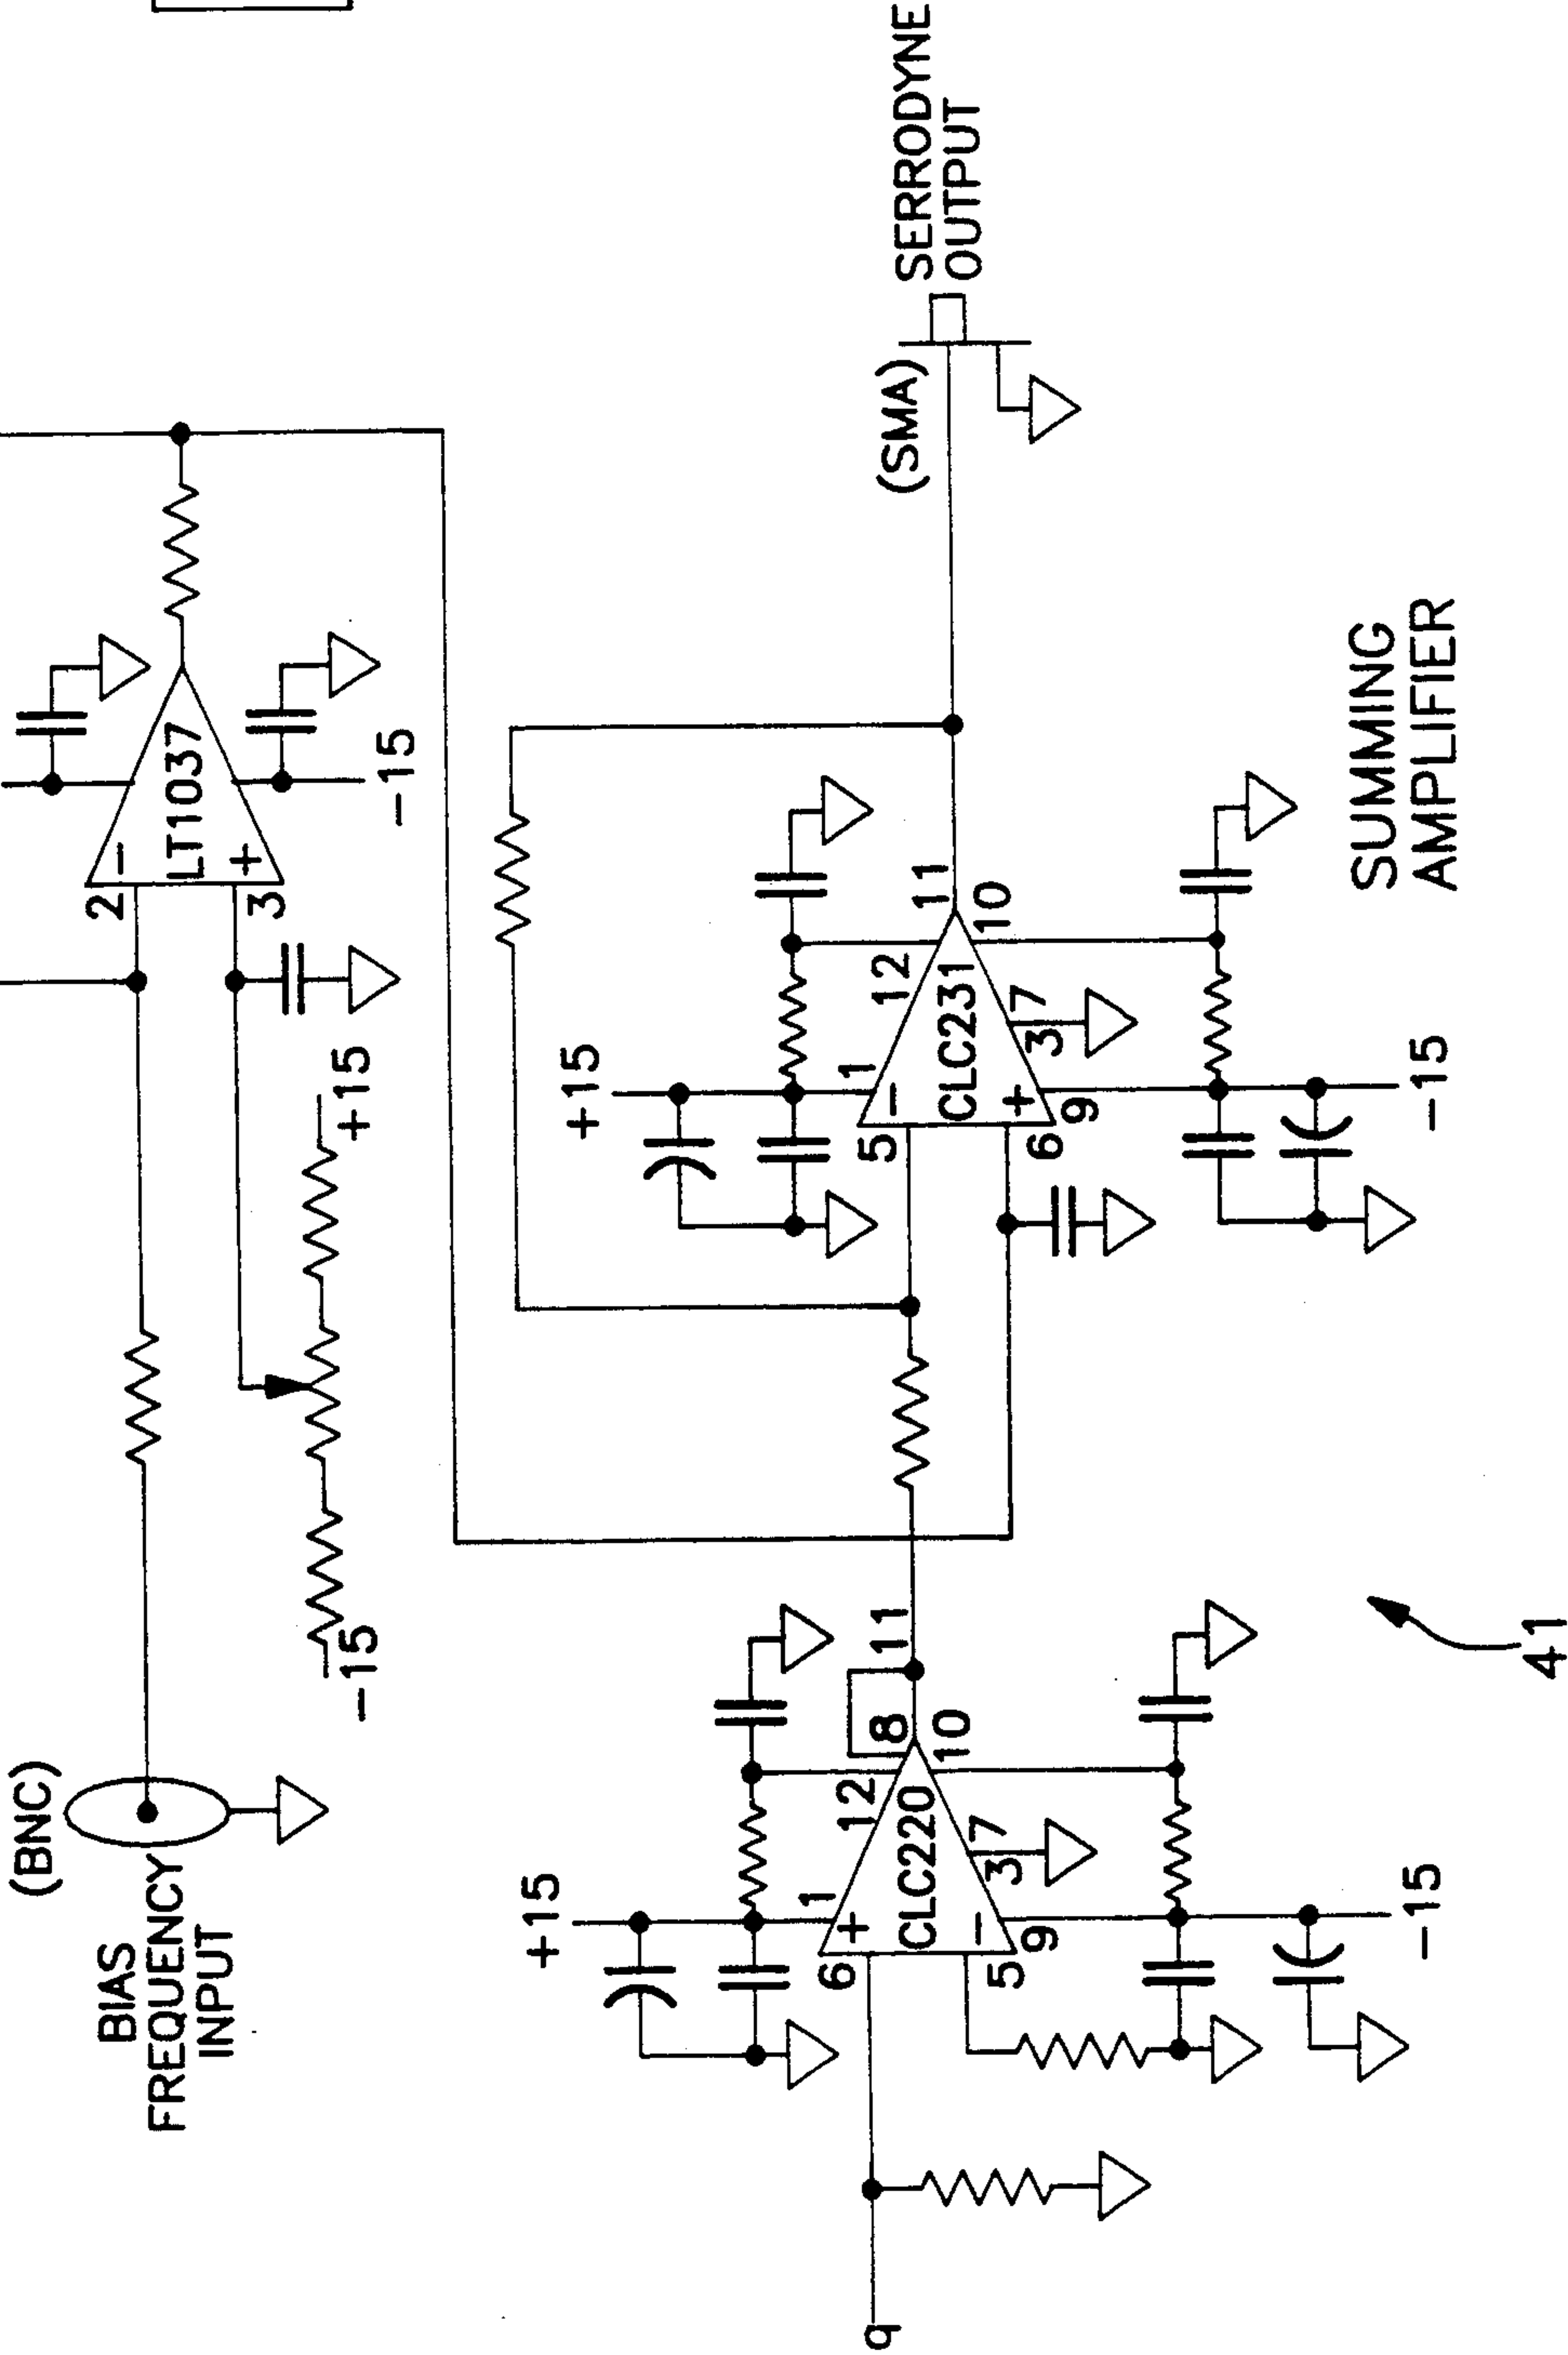 (BNC)
BIAS
FREQUENCY
INPUT
2
−
LT1037
+
3
−15
−15
+15
SERRODYNE
OUTPUT
(SMA)
+15
1
12
11
5
−
CLC231
+
6
10
3
7
9
−15
SUMMING
AMPLIFIER
q
+15
1
12
8
11
6
+
CLC220
−
5
10
3
7
9
−15
41